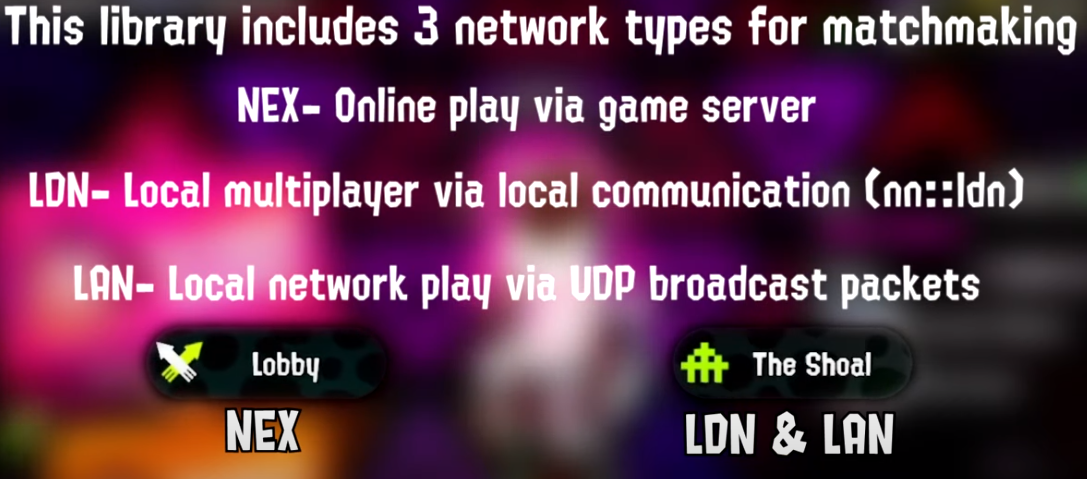 This library includes 3 network types for matchmaking
NEX- Online play via game server
LDN- Local multiplayer via local communication (nn::ldn)
LAN- Local network play via UDP broadcast packets
Lobby
The Shoal
NEX
LDN & LAN